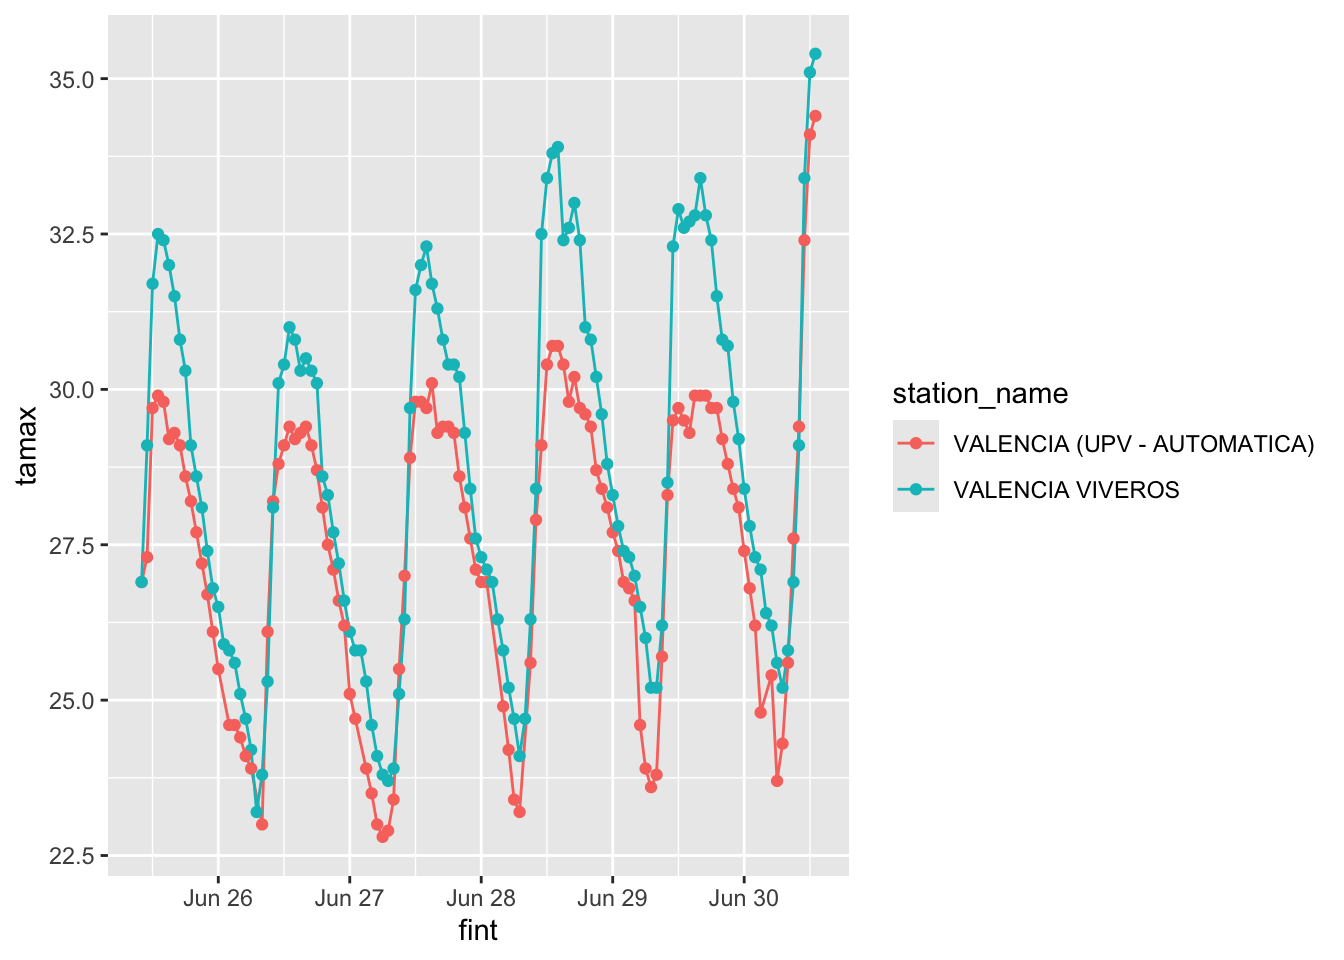 35.0
32.5
30.0
27.5
25.0
22.5
tamax
Jun 26
Jun 27
Jun 28
Jun 29
Jun 30
fint
station_name
VALENCIA (UPV - AUTOMATICA)
VALENCIA VIVEROS